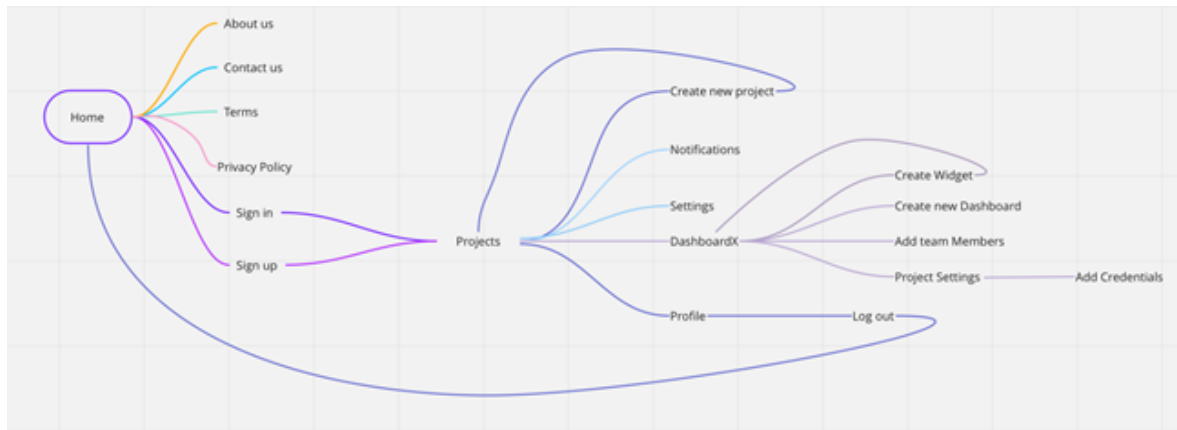 Home
About us
Contact us
Terms
Privacy Policy
Sign in
Sign up
Projects
Create new project
Notifications
Settings
DashboardX
Profile
Log out
Create Widget
Create new Dashboard
Add team Members
Project Settings
Add Credentials